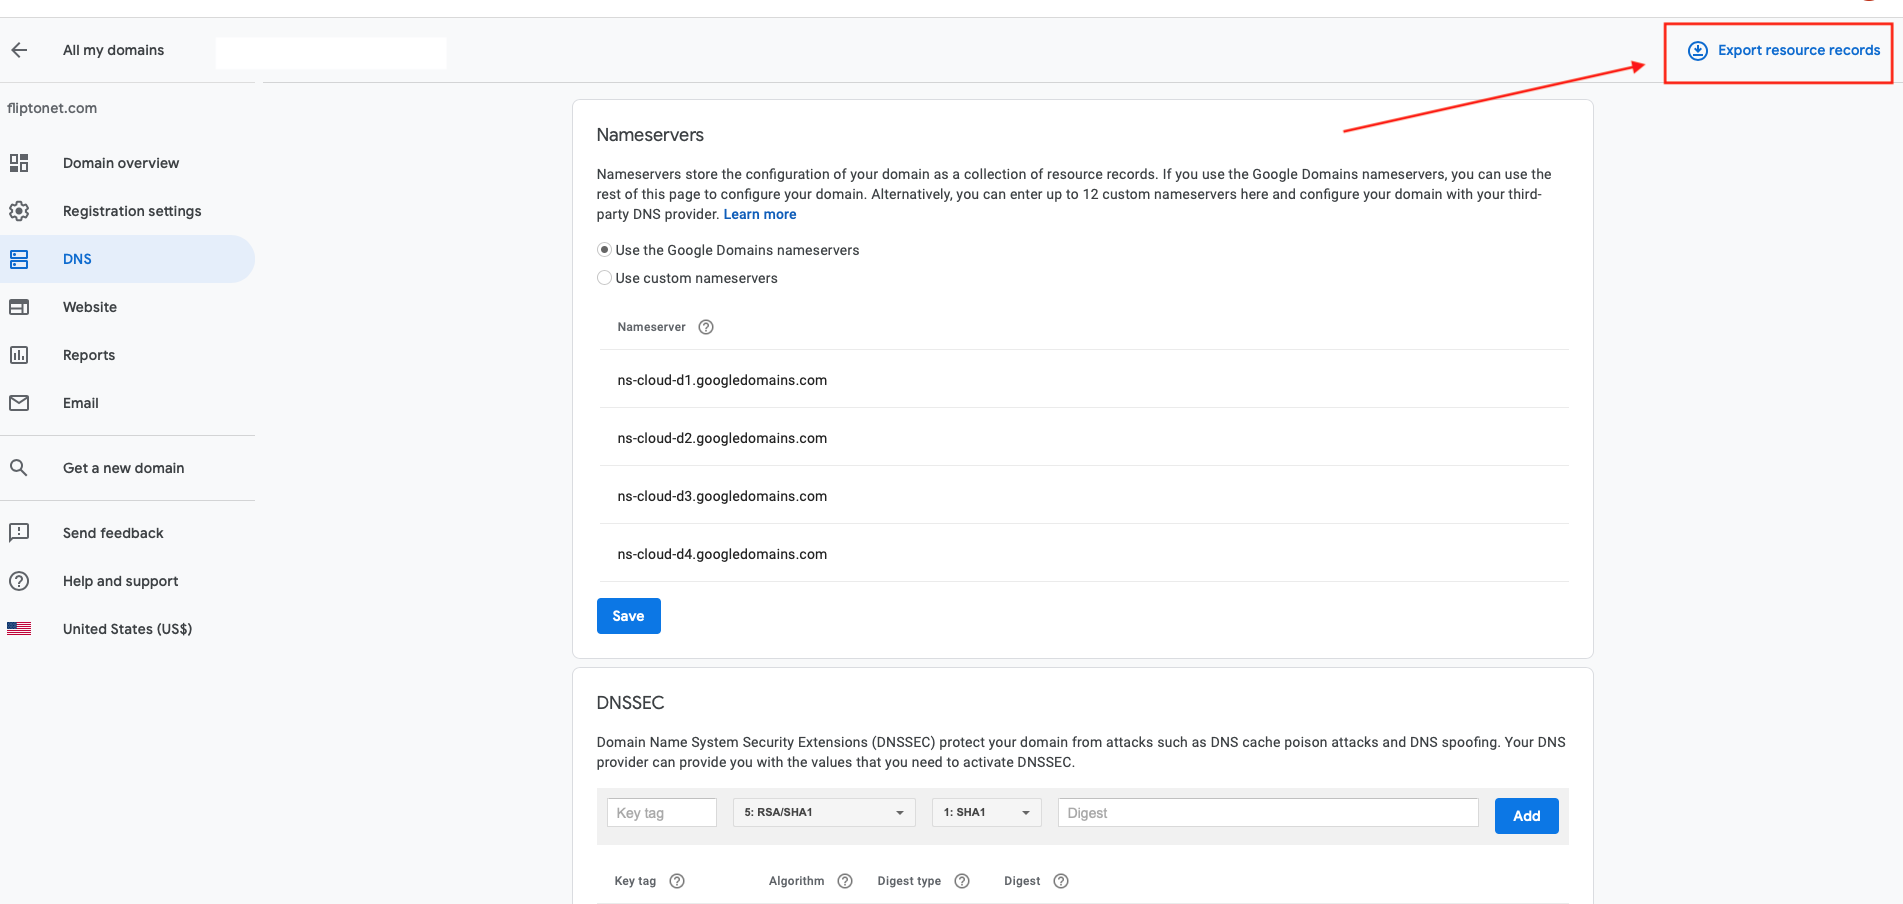 All my domains
Export resource records
fliptonet.com
Domain overview
Registration settings
DNS
Website
Reports
Email
Get a new domain
Send feedback
Help and support
United States (US$)
Nameservers
Nameservers store the configuration of your domain as a collection of resource records. If you use the Google Domains nameservers, you can use the
rest of this page to configure your domain. Alternatively, you can enter up to 12 custom nameservers here and configure your domain with your third-
party DNS provider. Learn more
Use the Google Domains nameservers
Use custom nameservers
Nameserver ?
ns-cloud-d1.googledomains.com
ns-cloud-d2.googledomains.com
ns-cloud-d3.googledomains.com
ns-cloud-d4.googledomains.com
Save
DNSSEC
Domain Name System Security Extensions (DNSSEC) protect your domain from attacks such as DNS cache poison attacks and DNS spoofing. Your DNS
provider can provide you with the values that you need to activate DNSSEC.
Key tag 5: RSA/SHA1 1: SHA1 Digest Add
Key tag ? Algorithm ? Digest type ? Digest ?